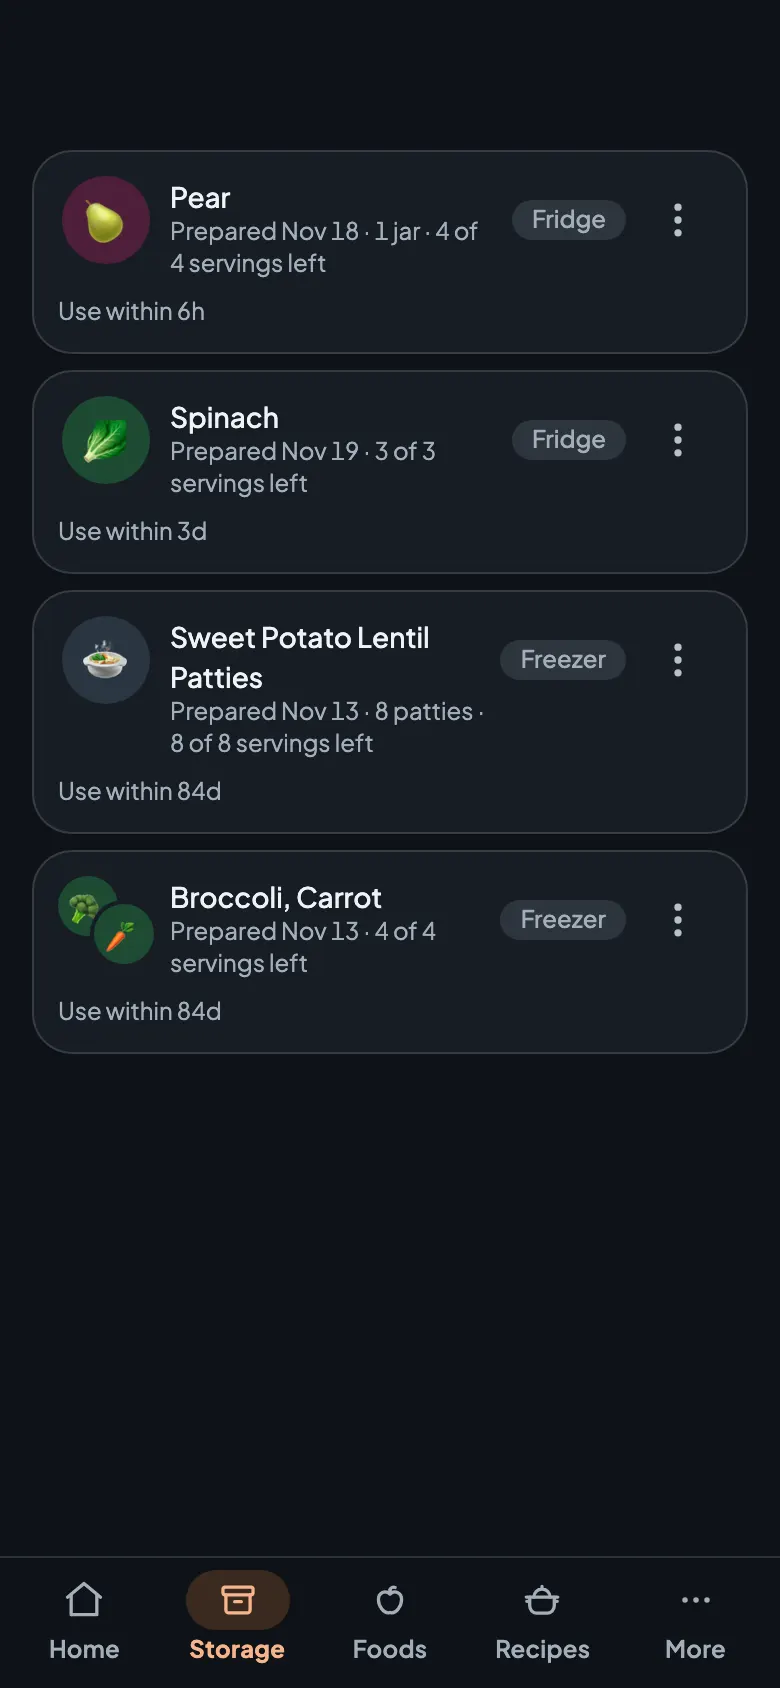 Pear
Prepared Nov 18 · 1 jar · 4 of
4 servings left
Fridge
Use within 6h
Spinach
Prepared Nov 19 · 3 of 3
servings left
Fridge
Use within 3d
Sweet Potato Lentil
Patties
Prepared Nov 13 · 8 patties ·
8 of 8 servings left
Freezer
Use within 84d
Broccoli, Carrot
Prepared Nov 13 · 4 of 4
servings left
Freezer
Use within 84d
Home
Storage
Foods
Recipes
More